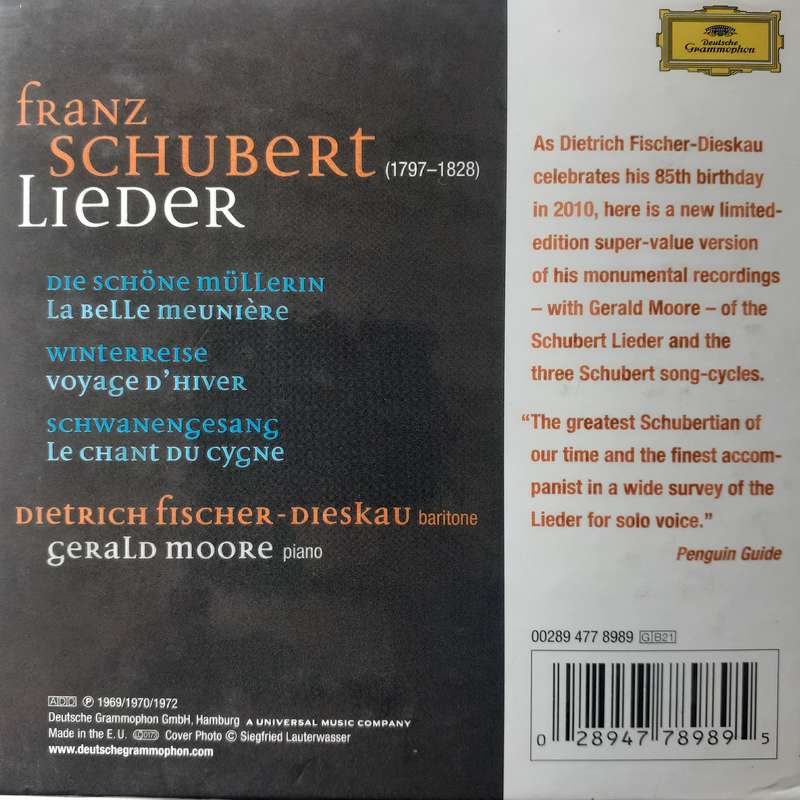 Franz
Schubert (1797–1828)
Lieder
Die schöne Müllerin
La Belle Meunière
Winterreise
Voyage d'hiver
Schwanengesang
Le Chant du cygne
Dietrich Fischer-Dieskau baritone
Gerald Moore piano
ADD ℗ 1969/1970/1972
Deutsche Grammophon GmbH, Hamburg A UNIVERSAL MUSIC COMPANY
Made in the E. U. Cover Photo © Siegfried Lauterwasser
www.deutschegrammophon.com
Deutsche
Grammophon
As Dietrich Fischer-Dieskau
celebrates his 85th birthday
in 2010, here is a new limited-
edition super-value version
of his monumental recordings
– with Gerald Moore – of the
Schubert Lieder and the
three Schubert song-cycles.
“The greatest Schubertian of
our time and the finest accom-
panist in a wide survey of the
Lieder for solo voice.”
Penguin Guide
00289 477 8989 GB21
0 28947 78989 5